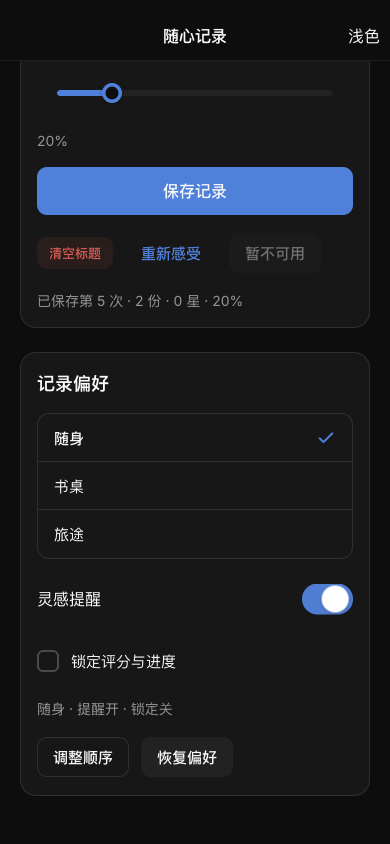 随心记录 浅色
20%
保存记录
清空标题 重新感受 暂不可用
已保存第 5 次 · 2 份 · 0 星 · 20%
记录偏好
随身
书桌
旅途
灵感提醒
锁定评分与进度
随身 · 提醒开 · 锁定关
调整顺序 恢复偏好